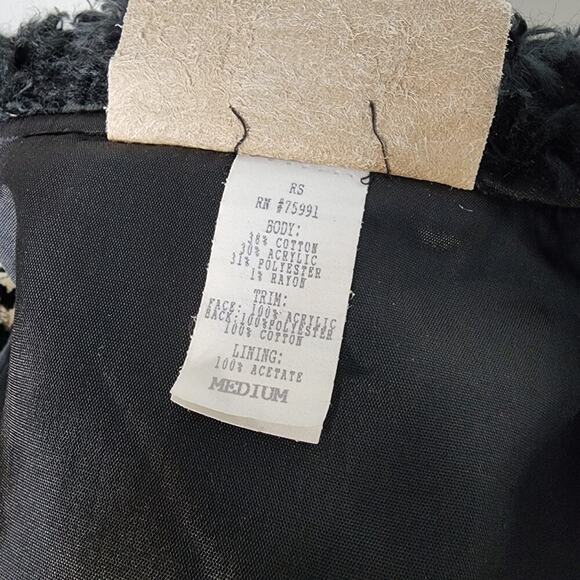 RS
RN #75991
BODY:
38% COTTON
30% ACRYLIC
31% POLYESTER
1% RAYON
TRIM:
FACE: 100% ACRYLIC
BACK:100%POLYESTER
100% COTTON
LINING:
100% ACETATE
MEDIUM